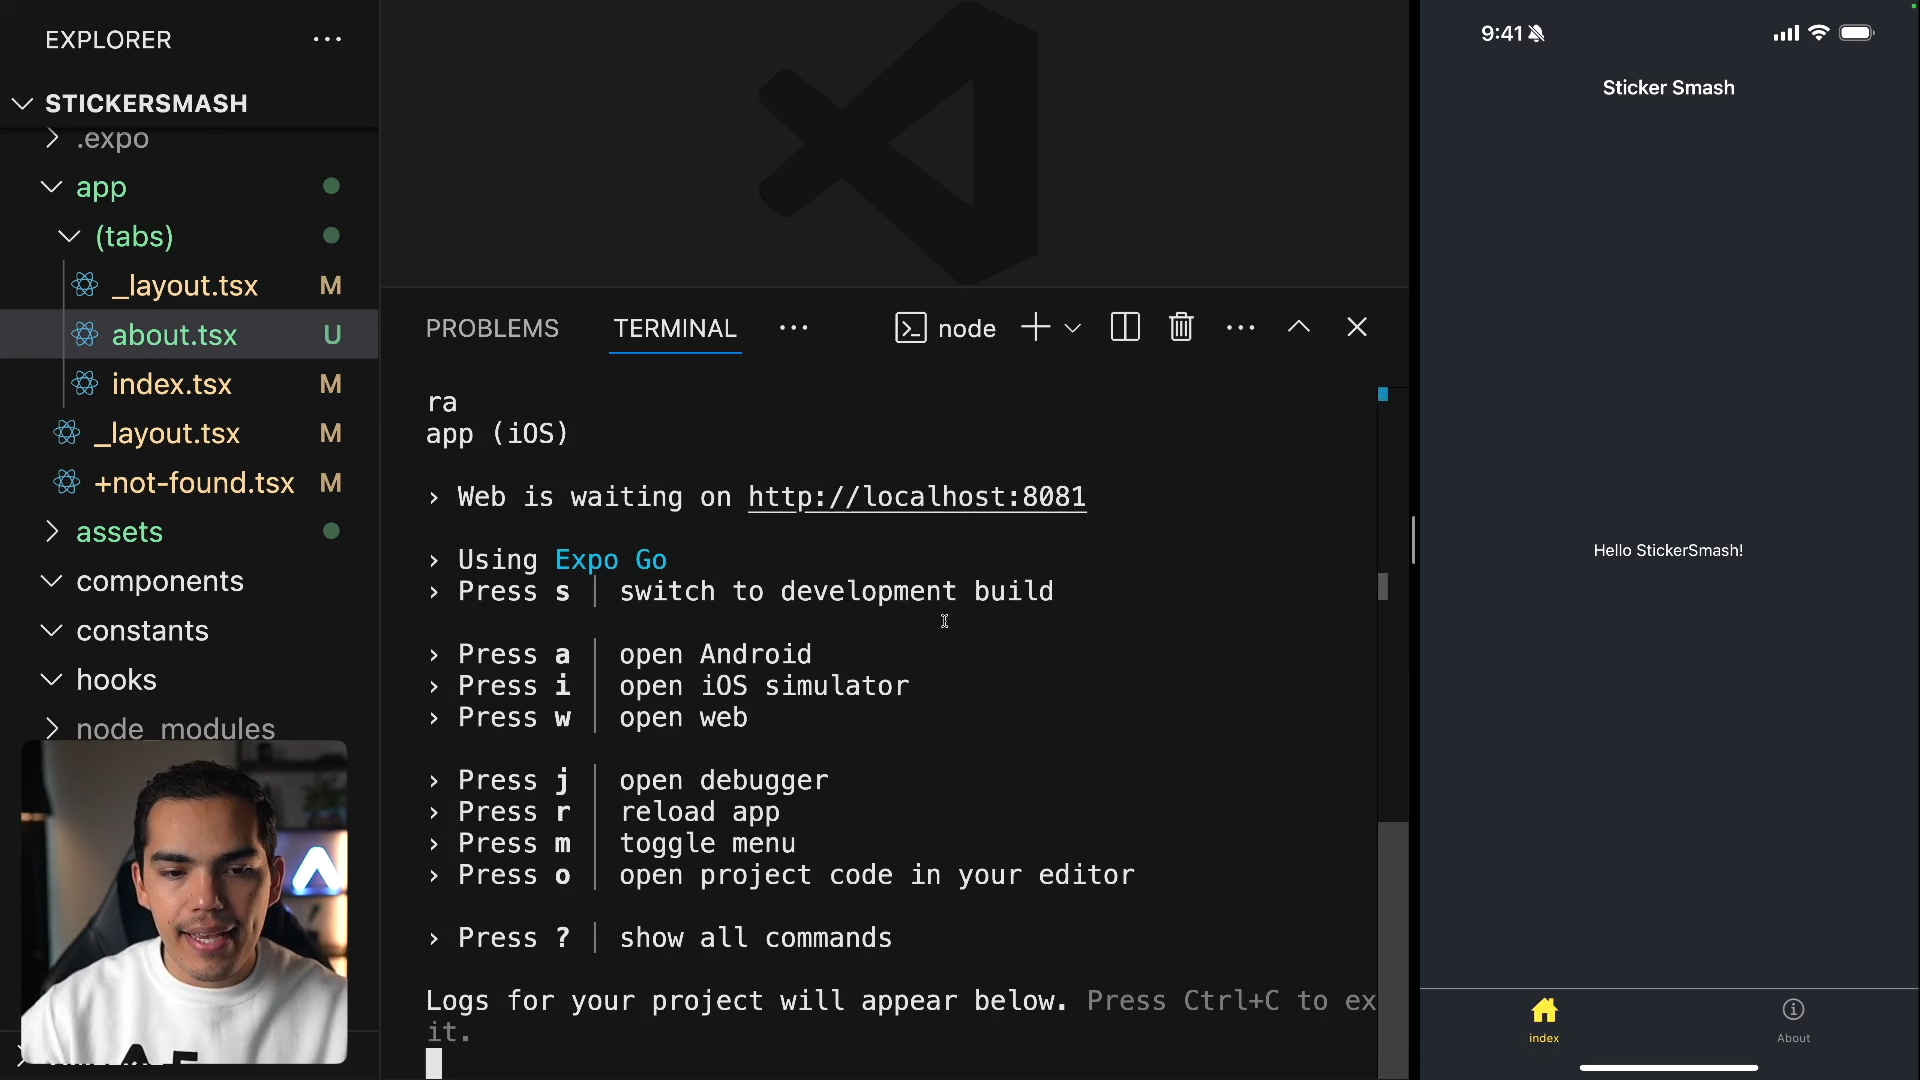 EXPLORER
STICKERSMASH
.expo
app
(tabs)
_layout.tsx M
about.tsx U
index.tsx M
_layout.tsx M
+not-found.tsx M
assets
components
constants
hooks
node_modules
PROBLEMS TERMINAL
node
ra
app (iOS)
› Web is waiting on http://localhost:8081
› Using Expo Go
› Press s │ switch to development build
› Press a │ open Android
› Press i │ open iOS simulator
› Press w │ open web
› Press j │ open debugger
› Press r │ reload app
› Press m │ toggle menu
› Press o │ open project code in your editor
› Press ? │ show all commands
Logs for your project will appear below. Press Ctrl+C to ex
it.
9:41
Sticker Smash
Hello StickerSmash!
index
About